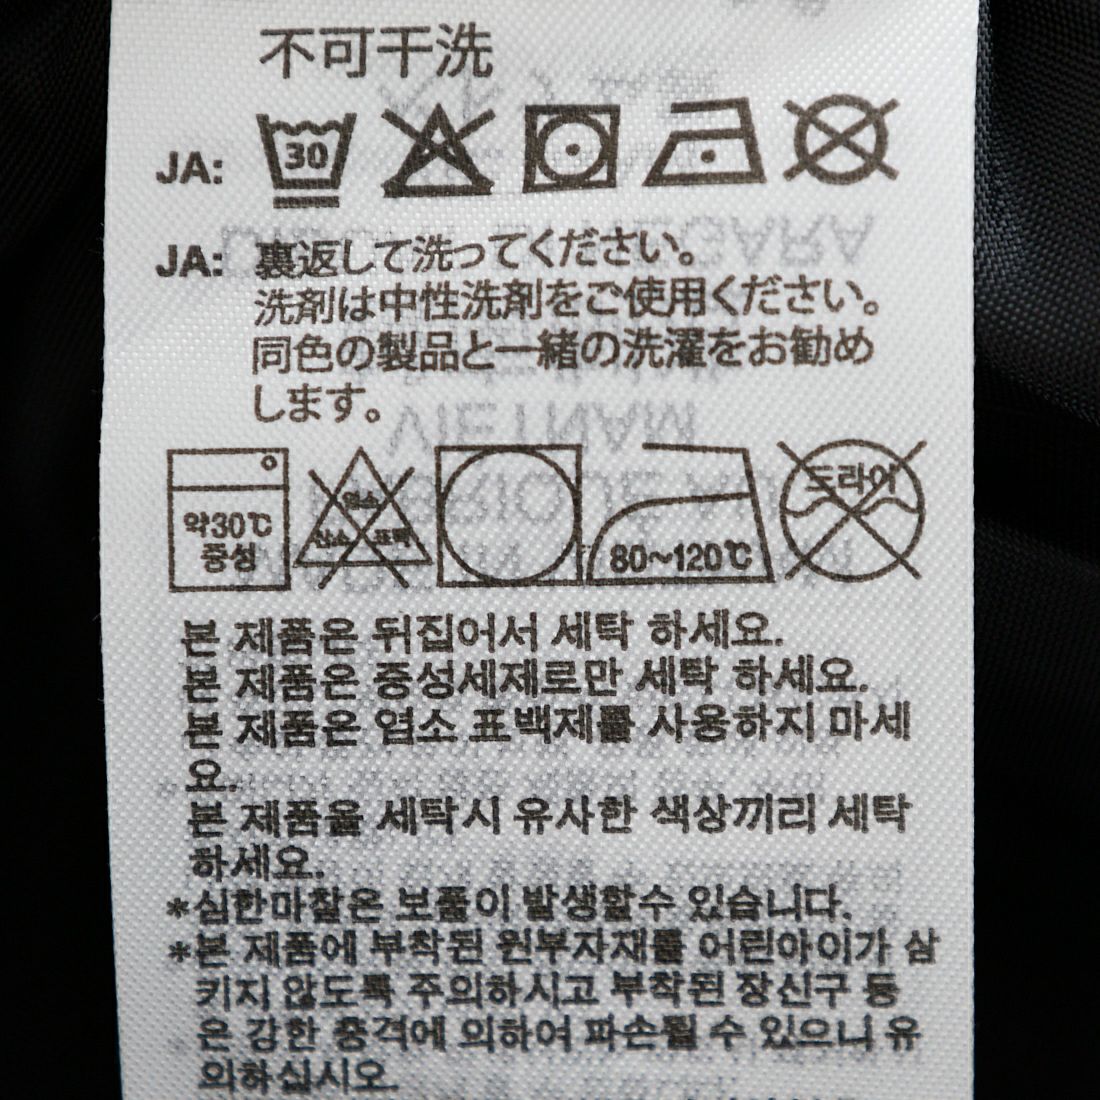 不可干洗
JA: 30
JA: 裏返して洗ってください。
洗剤は中性洗剤をご使用ください。
同色の製品と一緒の洗濯をお勧め
します。
약30℃
중성
염소
산소 표백
80~120℃
드라이
본 제품은 뒤집어서 세탁 하세요.
본 제품은 중성세제로만 세탁 하세요.
본 제품은 염소 표백제를 사용하지 마세
요.
본 제품을 세탁시 유사한 색상끼리 세탁
하세요.
*심한마찰은 보풀이 발생할수 있습니다.
*본 제품에 부착된 원부자재를 어린아이가 삼
키지 않도록 주의하시고 부착된 장신구 등
은 강한 충격에 의하여 파손될 수 있으니 유
의하십시오.